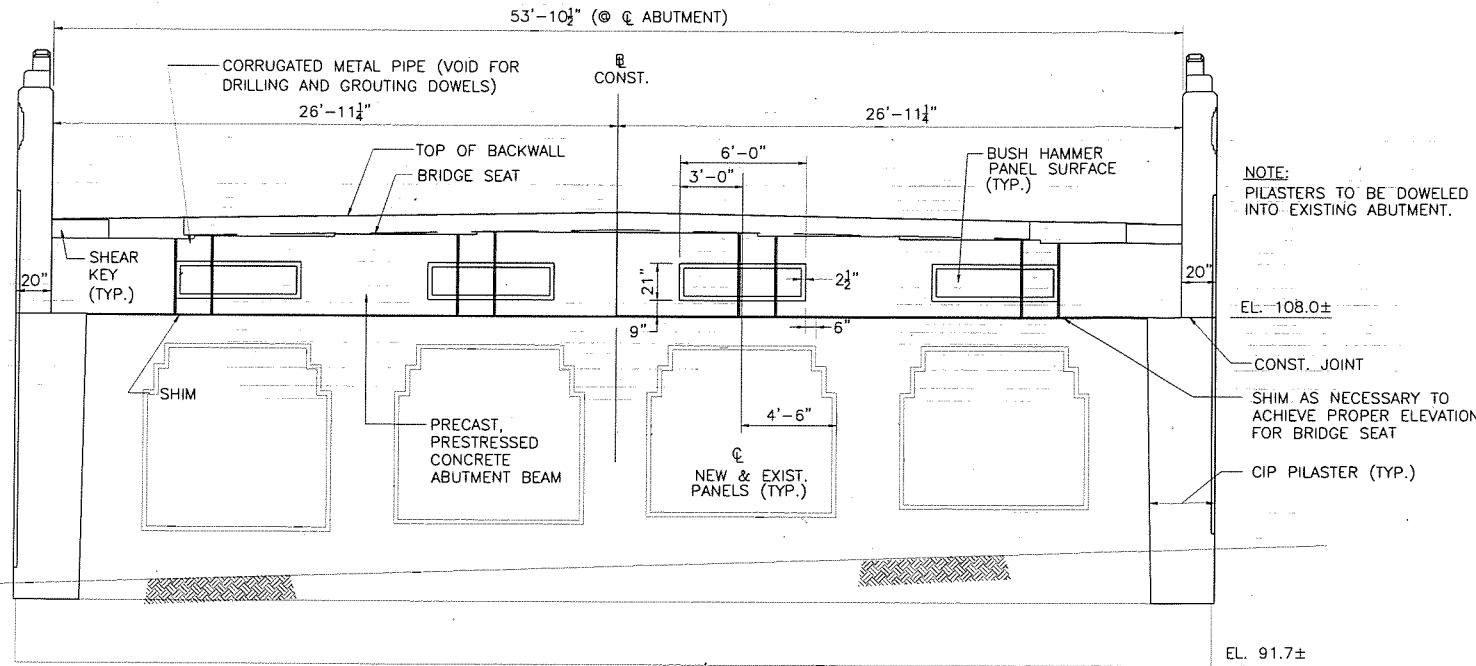 53'-10½" (@ ℄ ABUTMENT)
CORRUGATED METAL PIPE (VOID FOR
DRILLING AND GROUTING DOWELS)
℄
CONST.
26'-11¼"
26'-11¼"
TOP OF BACKWALL
BRIDGE SEAT
6'-0"
3'-0"
BUSH HAMMER
PANEL SURFACE
(TYP.)
NOTE:
PILASTERS TO BE DOWELED
INTO EXISTING ABUTMENT.
SHEAR
KEY
(TYP.)
20"
21"
2½"
20"
9"
6"
EL. 108.0±
CONST. JOINT
SHIM
SHIM AS NECESSARY TO
ACHIEVE PROPER ELEVATION
FOR BRIDGE SEAT
4'-6"
PRECAST,
PRESTRESSED
CONCRETE
ABUTMENT BEAM
℄
NEW & EXIST.
PANELS (TYP.)
CIP PILASTER (TYP.)
EL. 91.7±